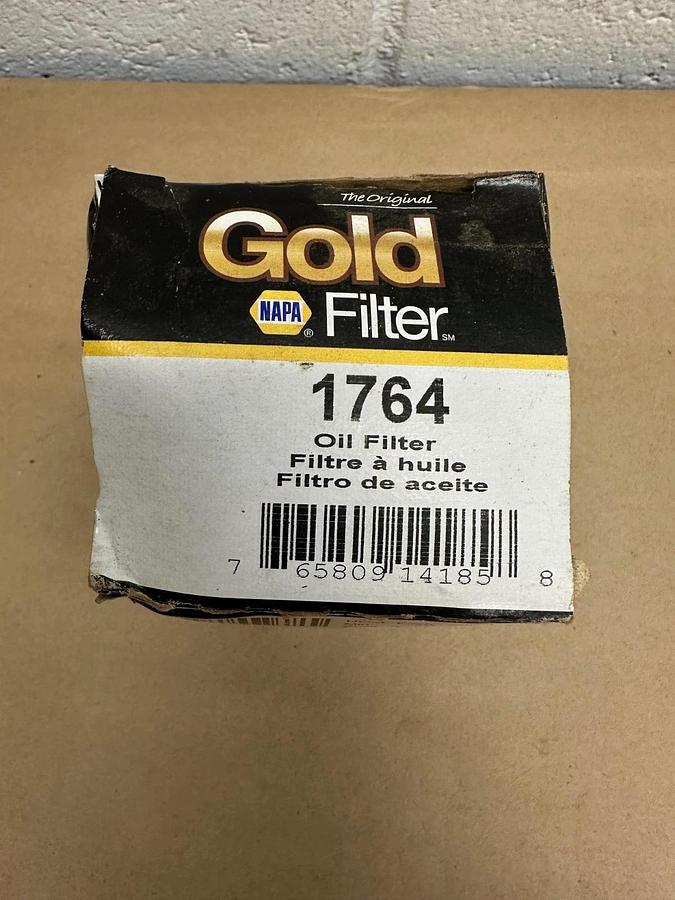 The Original
Gold
NAPA® Filter SM
1764
Oil Filter
Filtre à huile
Filtro de aceite
7 65809 14185 8